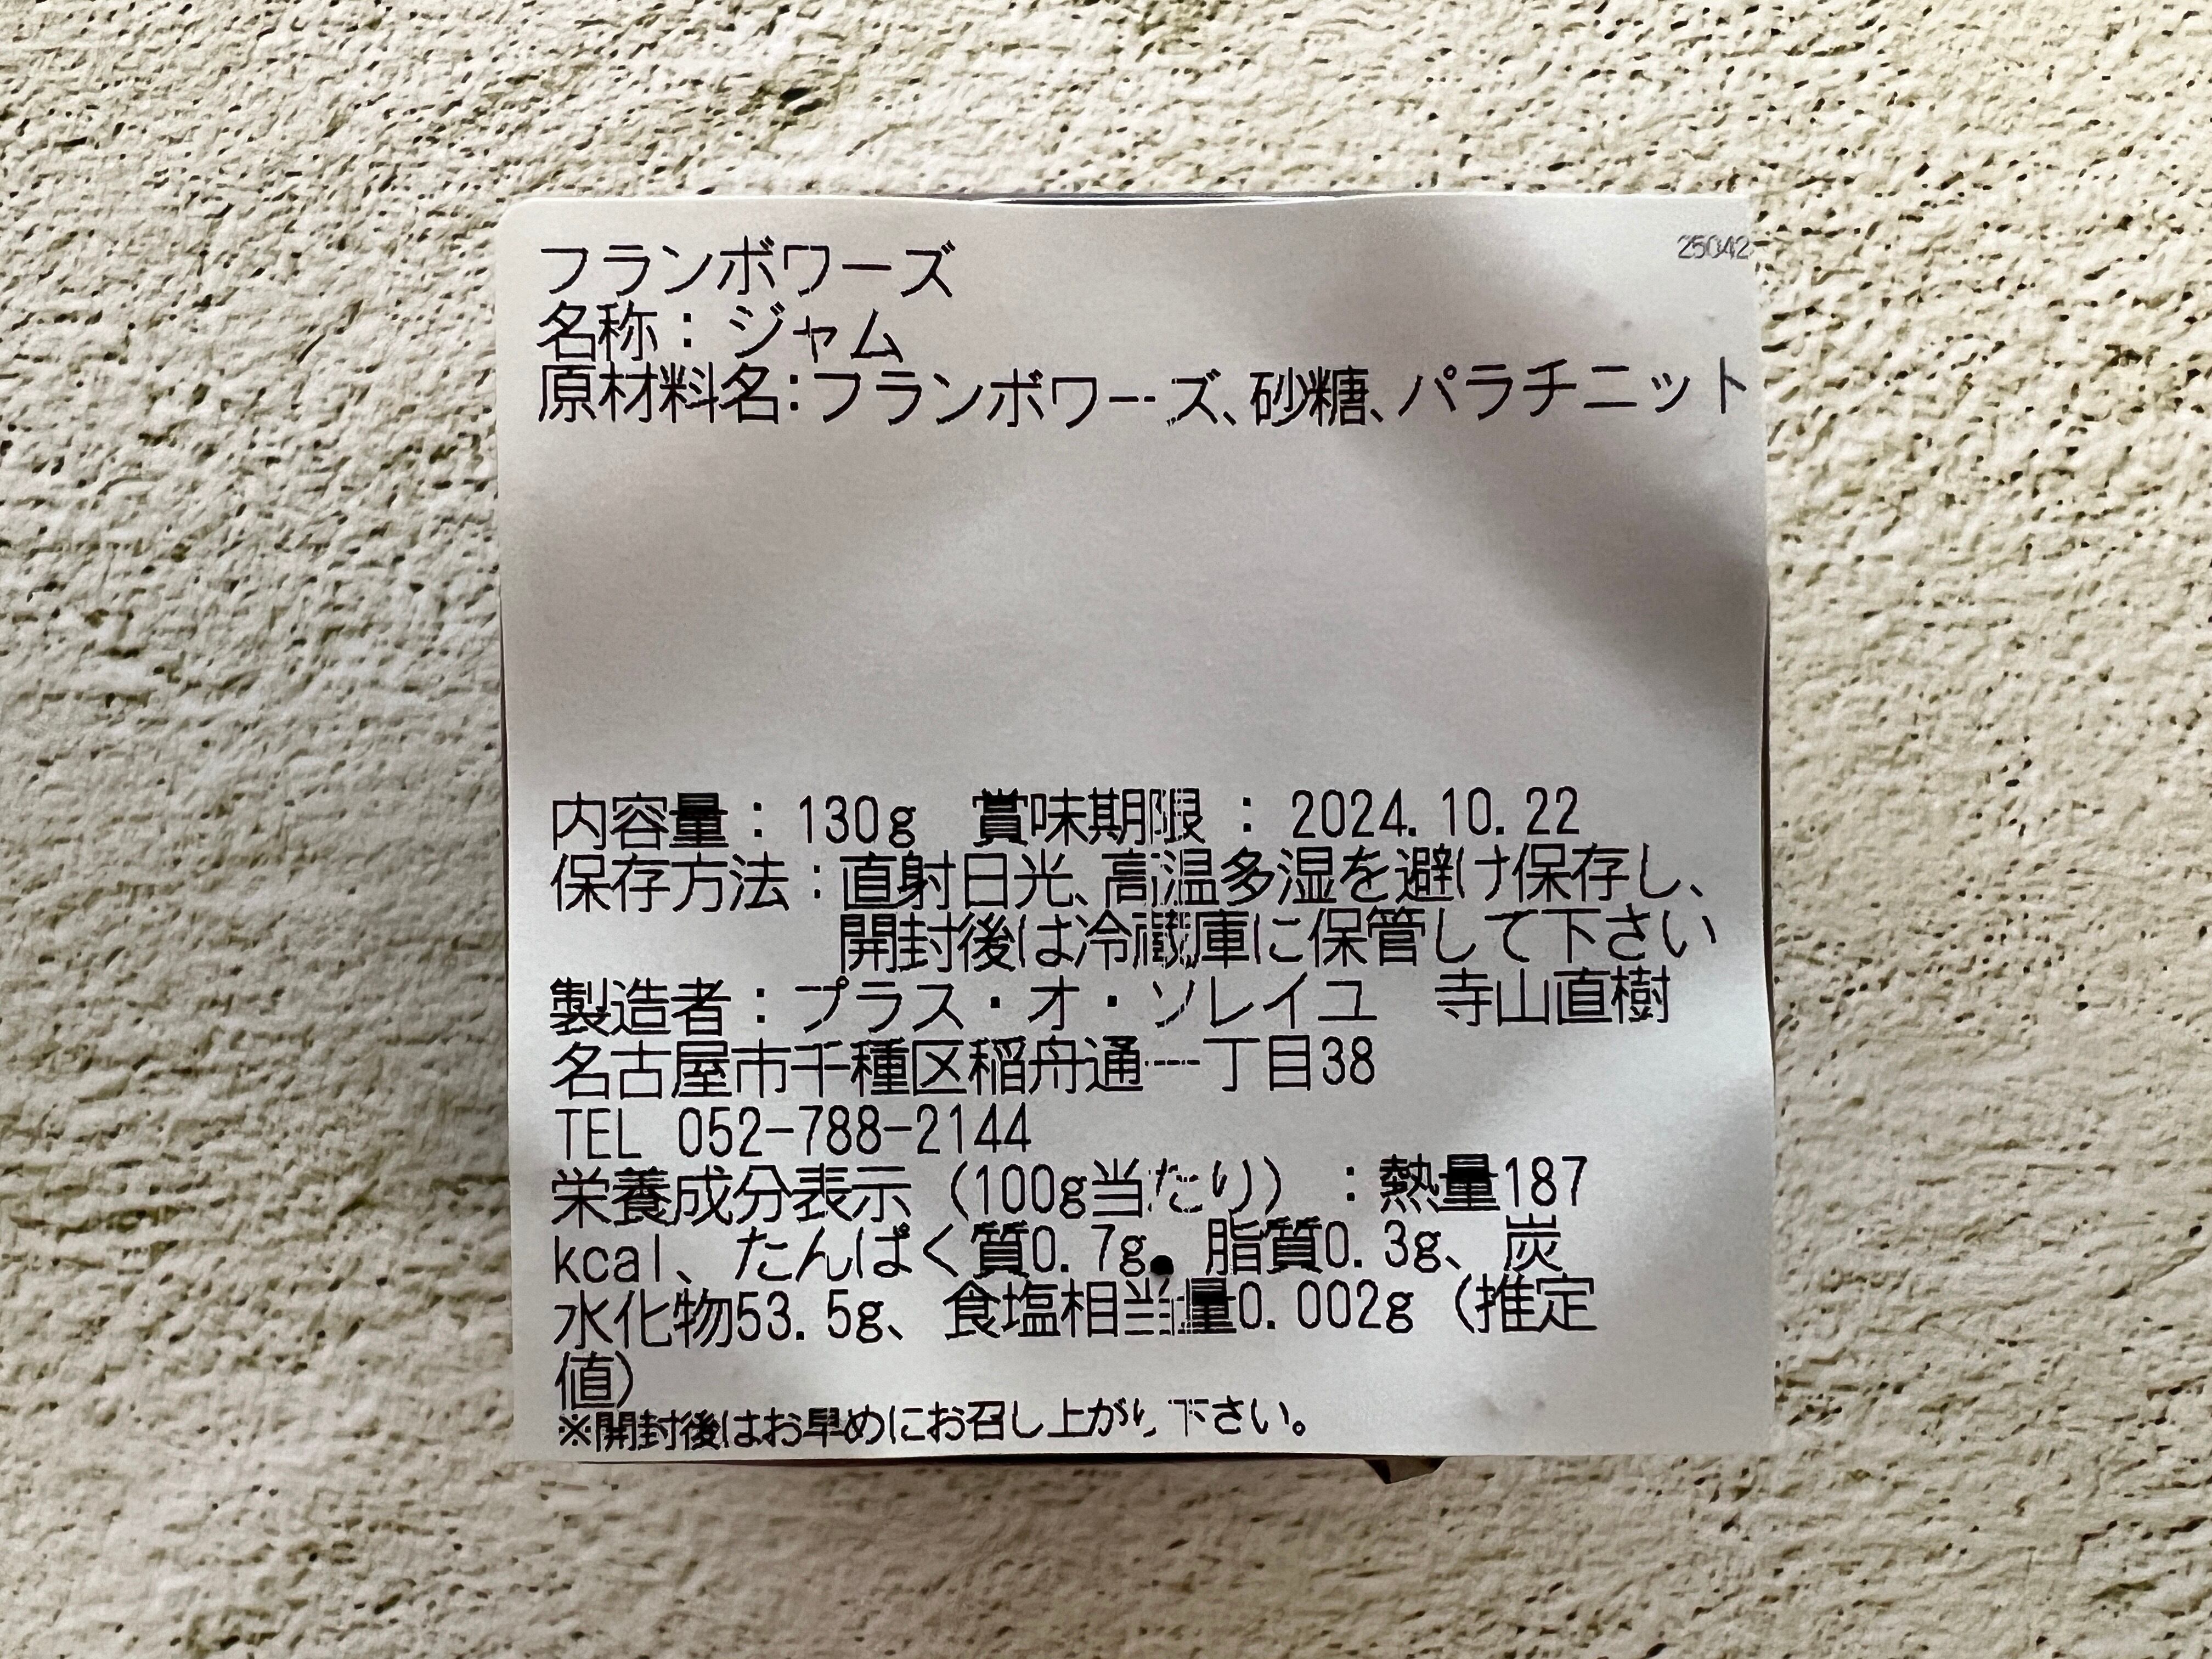 25042
フランボワーズ
名称：ジャム
原材料名：フランボワーズ、砂糖、パラチニット
内容量：130g　賞味期限：2024.10.22
保存方法：直射日光、高温多湿を避け保存し、
開封後は冷蔵庫に保管して下さい
製造者：プラス・オ・ソレイユ　寺山直樹
名古屋市千種区稲舟通一丁目38
TEL 052-788-2144
栄養成分表示（100g当たり）：熱量187
kcal、たんぱく質0.7g、脂質0.3g、炭
水化物53.5g、食塩相当量0.002g（推定
値）
※開封後はお早めにお召し上がり下さい。